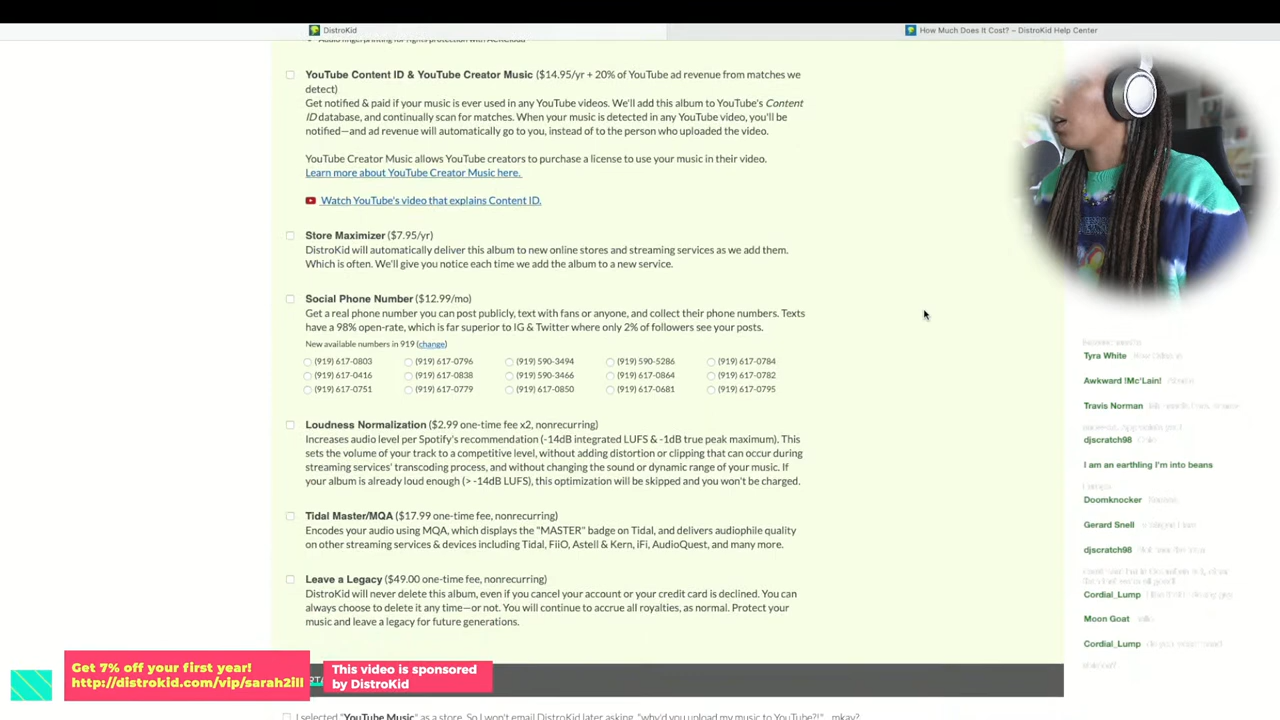 DistroKid
How Much Does It Cost? – DistroKid Help Center
YouTube Content ID & YouTube Creator Music ($14.95/yr + 20% of YouTube ad revenue from matches we
detect)
Get notified & paid if your music is ever used in any YouTube videos. We'll add this album to YouTube's Content
ID database, and continually scan for matches. When your music is detected in any YouTube video, you'll be
notified—and ad revenue will automatically go to you, instead of to the person who uploaded the video.
YouTube Creator Music allows YouTube creators to purchase a license to use your music in their video.
Learn more about YouTube Creator Music here.
Watch YouTube's video that explains Content ID.
Store Maximizer ($7.95/yr)
DistroKid will automatically deliver this album to new online stores and streaming services as we add them.
Which is often. We'll give you notice each time we add the album to a new service.
Social Phone Number ($12.99/mo)
Get a real phone number you can post publicly, text with fans or anyone, and collect their phone numbers. Texts
have a 98% open-rate, which is far superior to IG & Twitter where only 2% of followers see your posts.
New available numbers in 919 (change)
(919) 617-0803 (919) 617-0796 (919) 590-3494 (919) 590-5286 (919) 617-0784
(919) 617-0416 (919) 617-0838 (919) 590-3466 (919) 617-0864 (919) 617-0782
(919) 617-0751 (919) 617-0779 (919) 617-0850 (919) 617-0681 (919) 617-0795
Loudness Normalization ($2.99 one-time fee x2, nonrecurring)
Increases audio level per Spotify's recommendation (-14dB integrated LUFS & -1dB true peak maximum). This
sets the volume of your track to a competitive level, without adding distortion or clipping that can occur during
streaming services' transcoding process, and without changing the sound or dynamic range of your music. If
your album is already loud enough (> -14dB LUFS), this optimization will be skipped and you won't be charged.
Tidal Master/MQA ($17.99 one-time fee, nonrecurring)
Encodes your audio using MQA, which displays the "MASTER" badge on Tidal, and delivers audiophile quality
on other streaming services & devices including Tidal, FiiO, Astell & Kern, iFi, AudioQuest, and many more.
Leave a Legacy ($49.00 one-time fee, nonrecurring)
DistroKid will never delete this album, even if you cancel your account or your credit card is declined. You can
always choose to delete it any time—or not. You will continue to accrue all royalties, as normal. Protect your
music and leave a legacy for future generations.
I selected "YouTube Music" as a store. So I won't email DistroKid later asking, "why'd you upload my music to YouTube?!" mkay?
Tyra White
Awkward !Mc'Lain!
Travis Norman
djscratch98
I am an earthling I'm into beans
Doomknocker
Gerard Snell
djscratch98
Cordial_Lump
Moon Goat
Cordial_Lump
Get 7% off your first year!
http://distrokid.com/vip/sarah2ill
This video is sponsored
by DistroKid